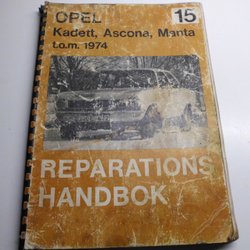 OPEL
15
Kadett, Ascona, Manta
t.o.m. 1974
REPARATIONS
HANDBOK